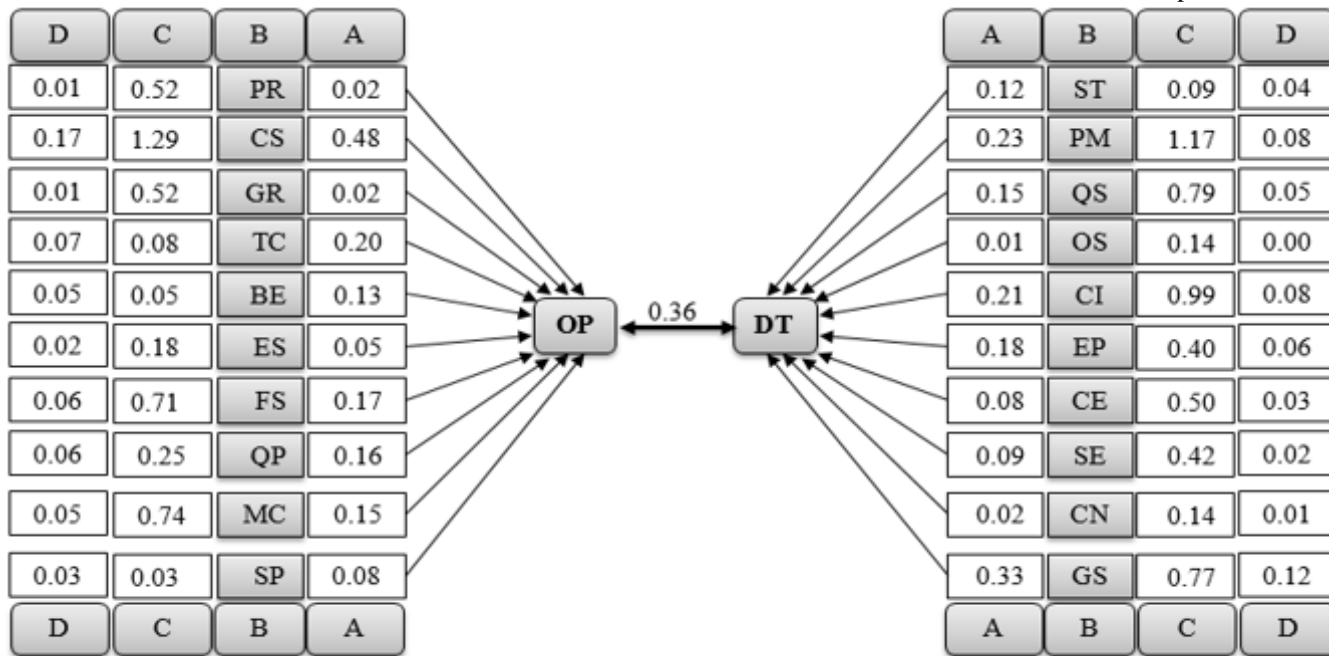 D C B A A B C D
0.01 0.52 PR 0.02 0.12 ST 0.09 0.04
0.17 1.29 CS 0.48 0.23 PM 1.17 0.08
0.01 0.52 GR 0.02 0.15 QS 0.79 0.05
0.07 0.08 TC 0.20 0.01 OS 0.14 0.00
0.05 0.05 BE 0.13 0.21 CI 0.99 0.08
OP 0.36 DT
0.02 0.18 ES 0.05 0.18 EP 0.40 0.06
0.06 0.71 FS 0.17 0.08 CE 0.50 0.03
0.06 0.25 QP 0.16 0.09 SE 0.42 0.02
0.05 0.74 MC 0.15 0.02 CN 0.14 0.01
0.03 0.03 SP 0.08 0.33 GS 0.77 0.12
D C B A A B C D